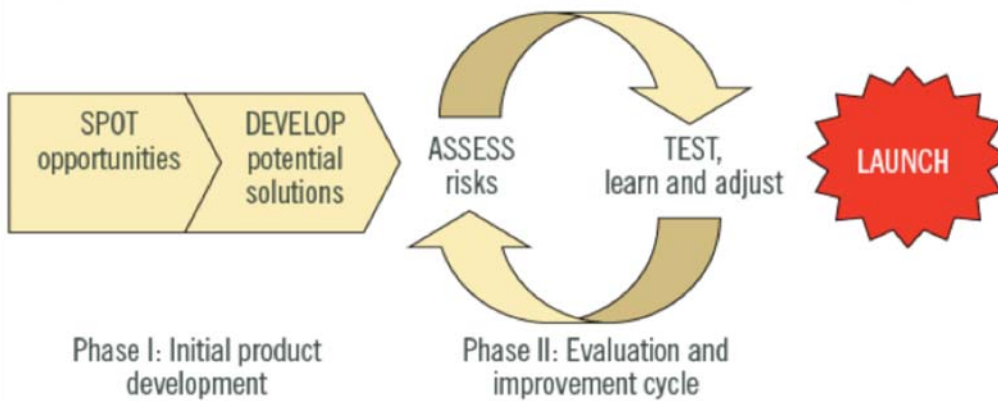 SPOT
opportunities
DEVELOP
potential
solutions
ASSESS
risks
TEST,
learn and adjust
LAUNCH
Phase I: Initial product
development
Phase II: Evaluation and
improvement cycle